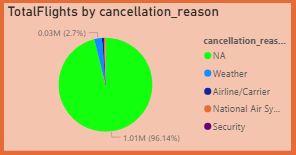 TotalFlights by cancellation_reason
0.03M (2.7%)
1.01M (96.14%)
cancellation_reas...
NA
Weather
Airline/Carrier
National Air Sy...
Security